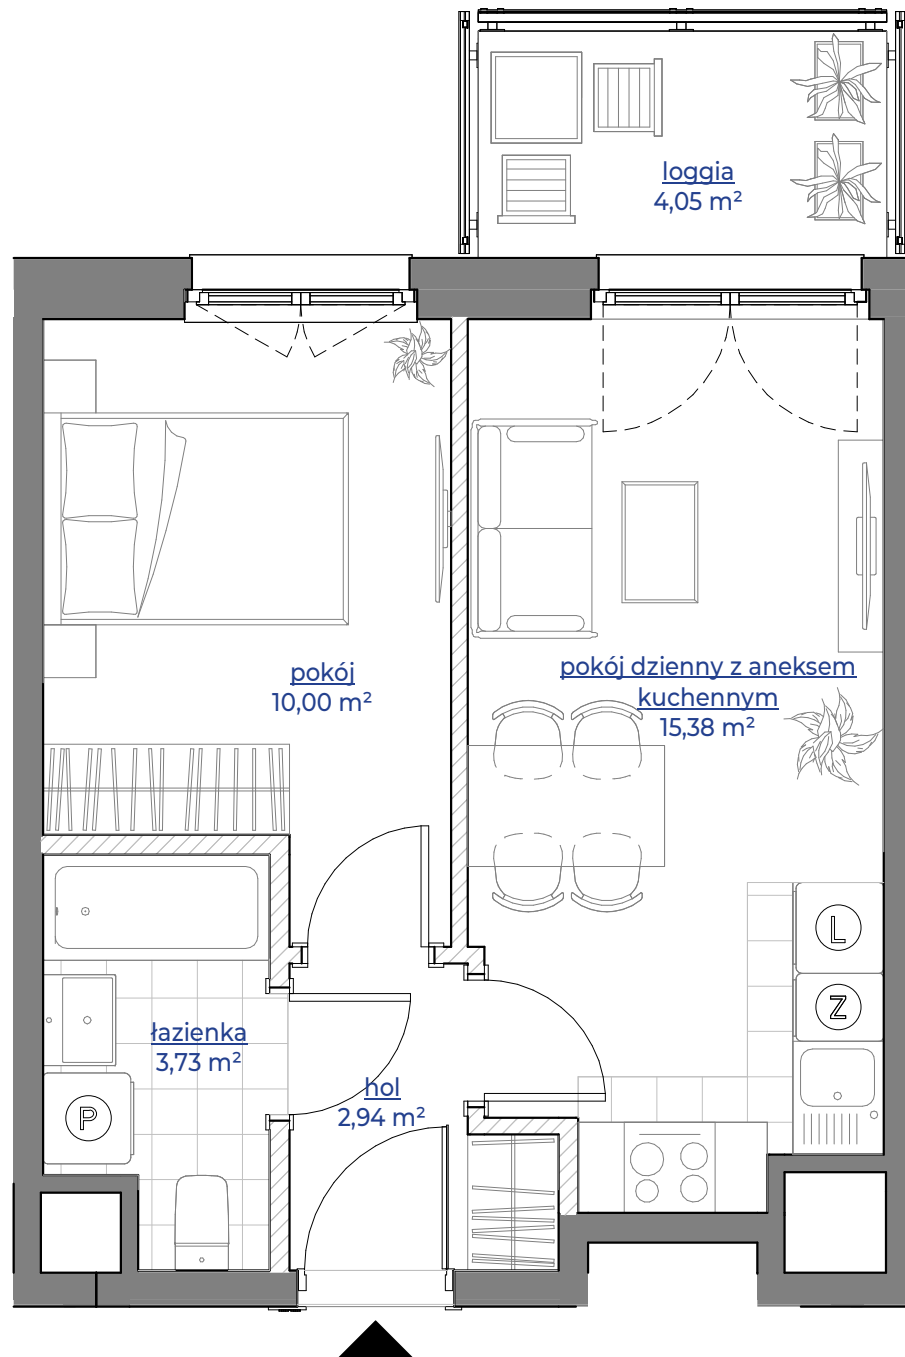 loggia
4,05 m²
pokój
10,00 m²
pokój dzienny z aneksem
kuchennym
15,38 m²
L
Z
łazienka
3,73 m²
hol
2,94 m²
P